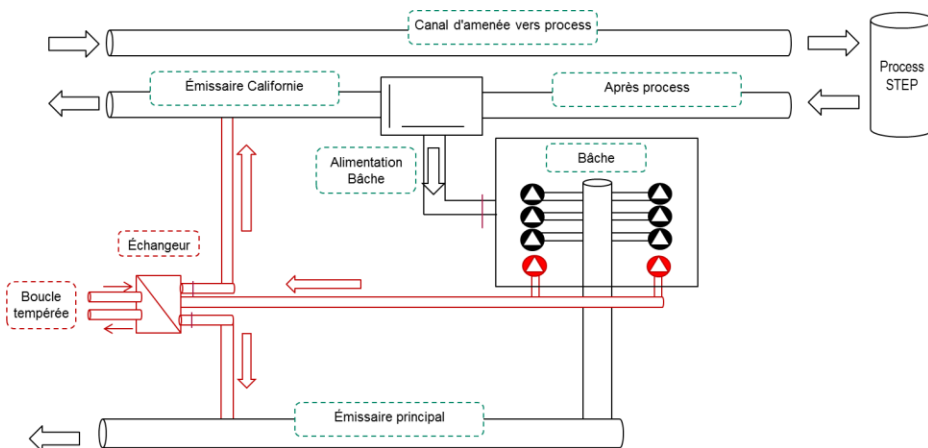 Canal d'amenée vers process
Process
STEP
Émissaire Californie
Après process
Alimentation
Bâche
Bâche
Échangeur
Boucle
tempérée
Émissaire principal